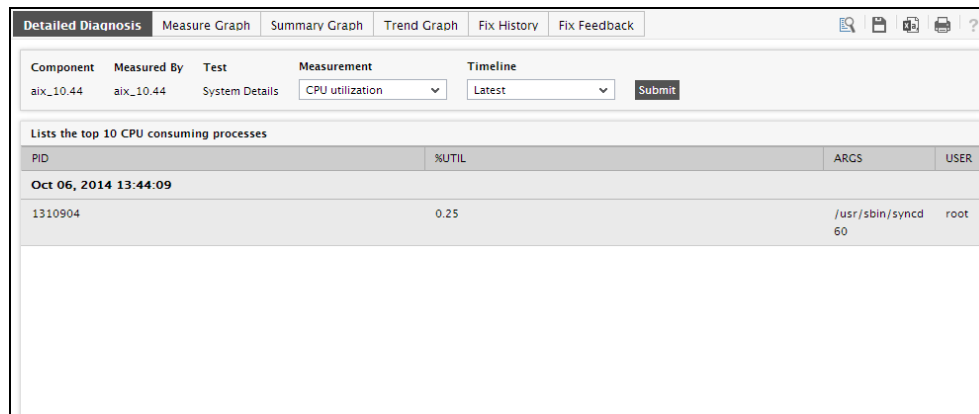 Detailed Diagnosis Measure Graph Summary Graph Trend Graph Fix History Fix Feedback ?
Component Measured By Test Measurement Timeline
aix_10.44 aix_10.44 System Details CPU utilization Latest Submit
Lists the top 10 CPU consuming processes
PID %UTIL ARGS USER
Oct 06, 2014 13:44:09
1310904 0.25 /usr/sbin/syncd root
60